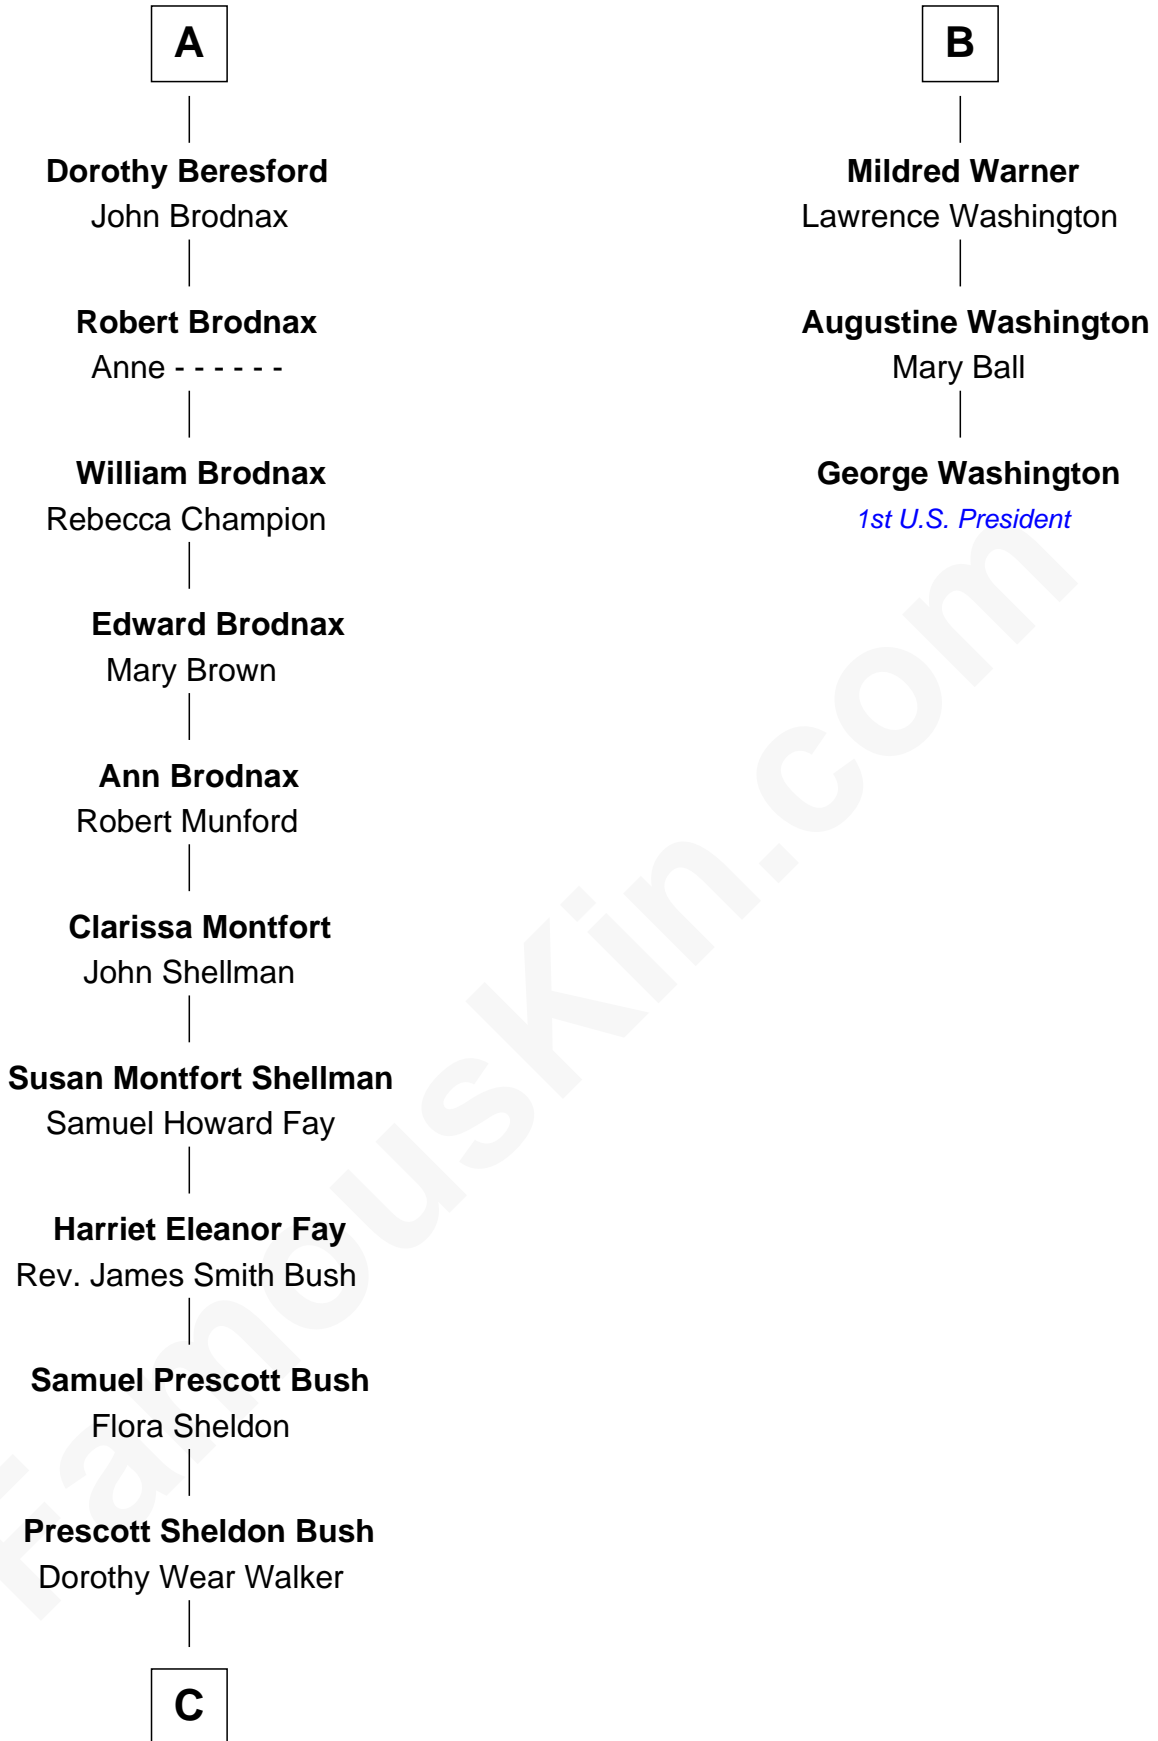 A
Dorothy Beresford
John Brodnax
Robert Brodnax
Anne - - - - - -
William Brodnax
Rebecca Champion
Edward Brodnax
Mary Brown
Ann Brodnax
Robert Munford
Clarissa Montfort
John Shellman
Susan Montfort Shellman
Samuel Howard Fay
Harriet Eleanor Fay
Rev. James Smith Bush
Samuel Prescott Bush
Flora Sheldon
Prescott Sheldon Bush
Dorothy Wear Walker
C
B
Mildred Warner
Lawrence Washington
Augustine Washington
Mary Ball
George Washington
1st U.S. President
FamousKin.com